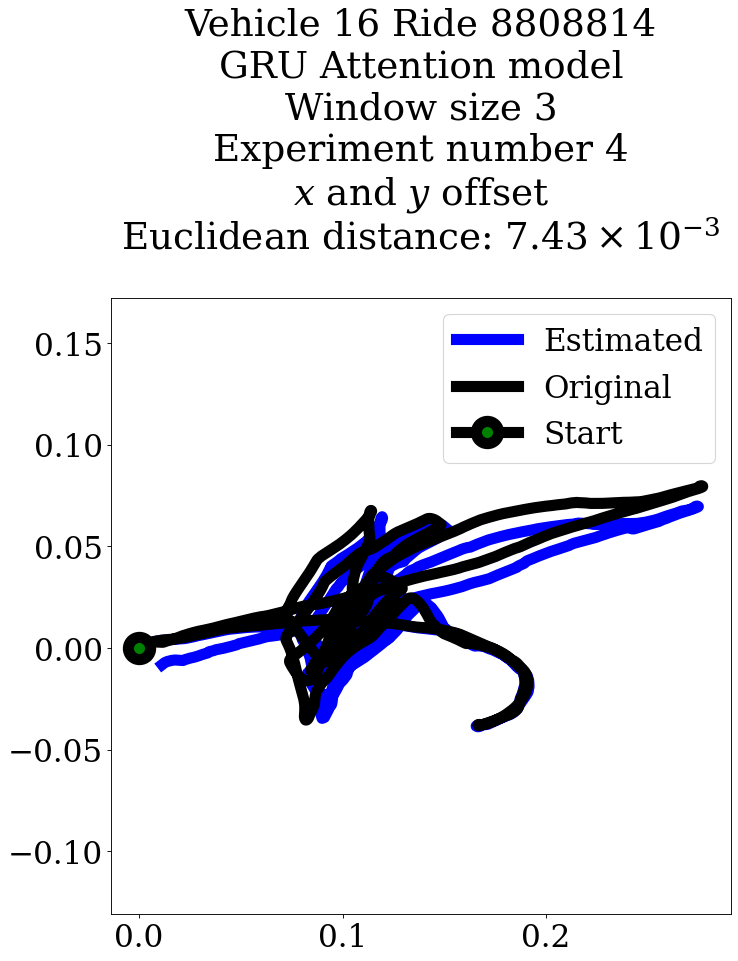 Vehicle 16 Ride 8808814
GRU Attention model
Window size 3
Experiment number 4
x and y offset
Euclidean distance: 7.43 × 10⁻³
Estimated
Original
Start
0.15
0.10
0.05
0.00
−0.05
−0.10
0.0 0.1 0.2